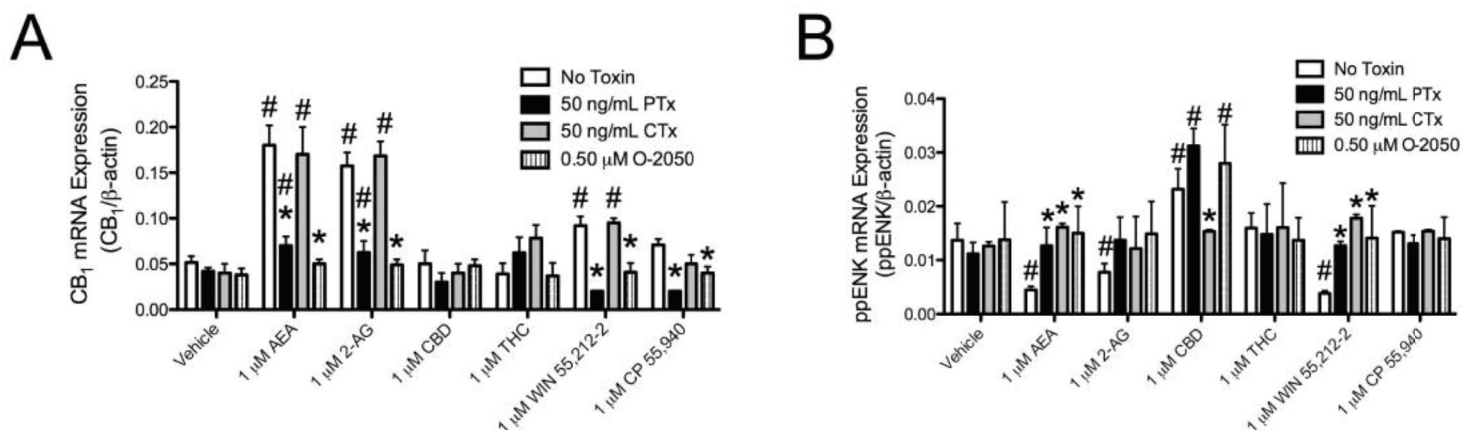 A
CB₁ mRNA Expression
(CB₁/β-actin)
0.25
0.20
0.15
0.10
0.05
0.00
No Toxin
50 ng/mL PTx
50 ng/mL CTx
0.50 μM O-2050
# # # # # # # #
* * * * * * * *
Vehicle
1 μM AEA
1 μM 2-AG
1 μM CBD
1 μM THC
1 μM WIN 55,212-2
1 μM CP 55,940
B
ppENK mRNA Expression
(ppENK/β-actin)
0.04
0.03
0.02
0.01
0.00
No Toxin
50 ng/mL PTx
50 ng/mL CTx
0.50 μM O-2050
# # # # # #
* * * * * * *
Vehicle
1 μM AEA
1 μM 2-AG
1 μM CBD
1 μM THC
1 μM WIN 55,212-2
1 μM CP 55,940